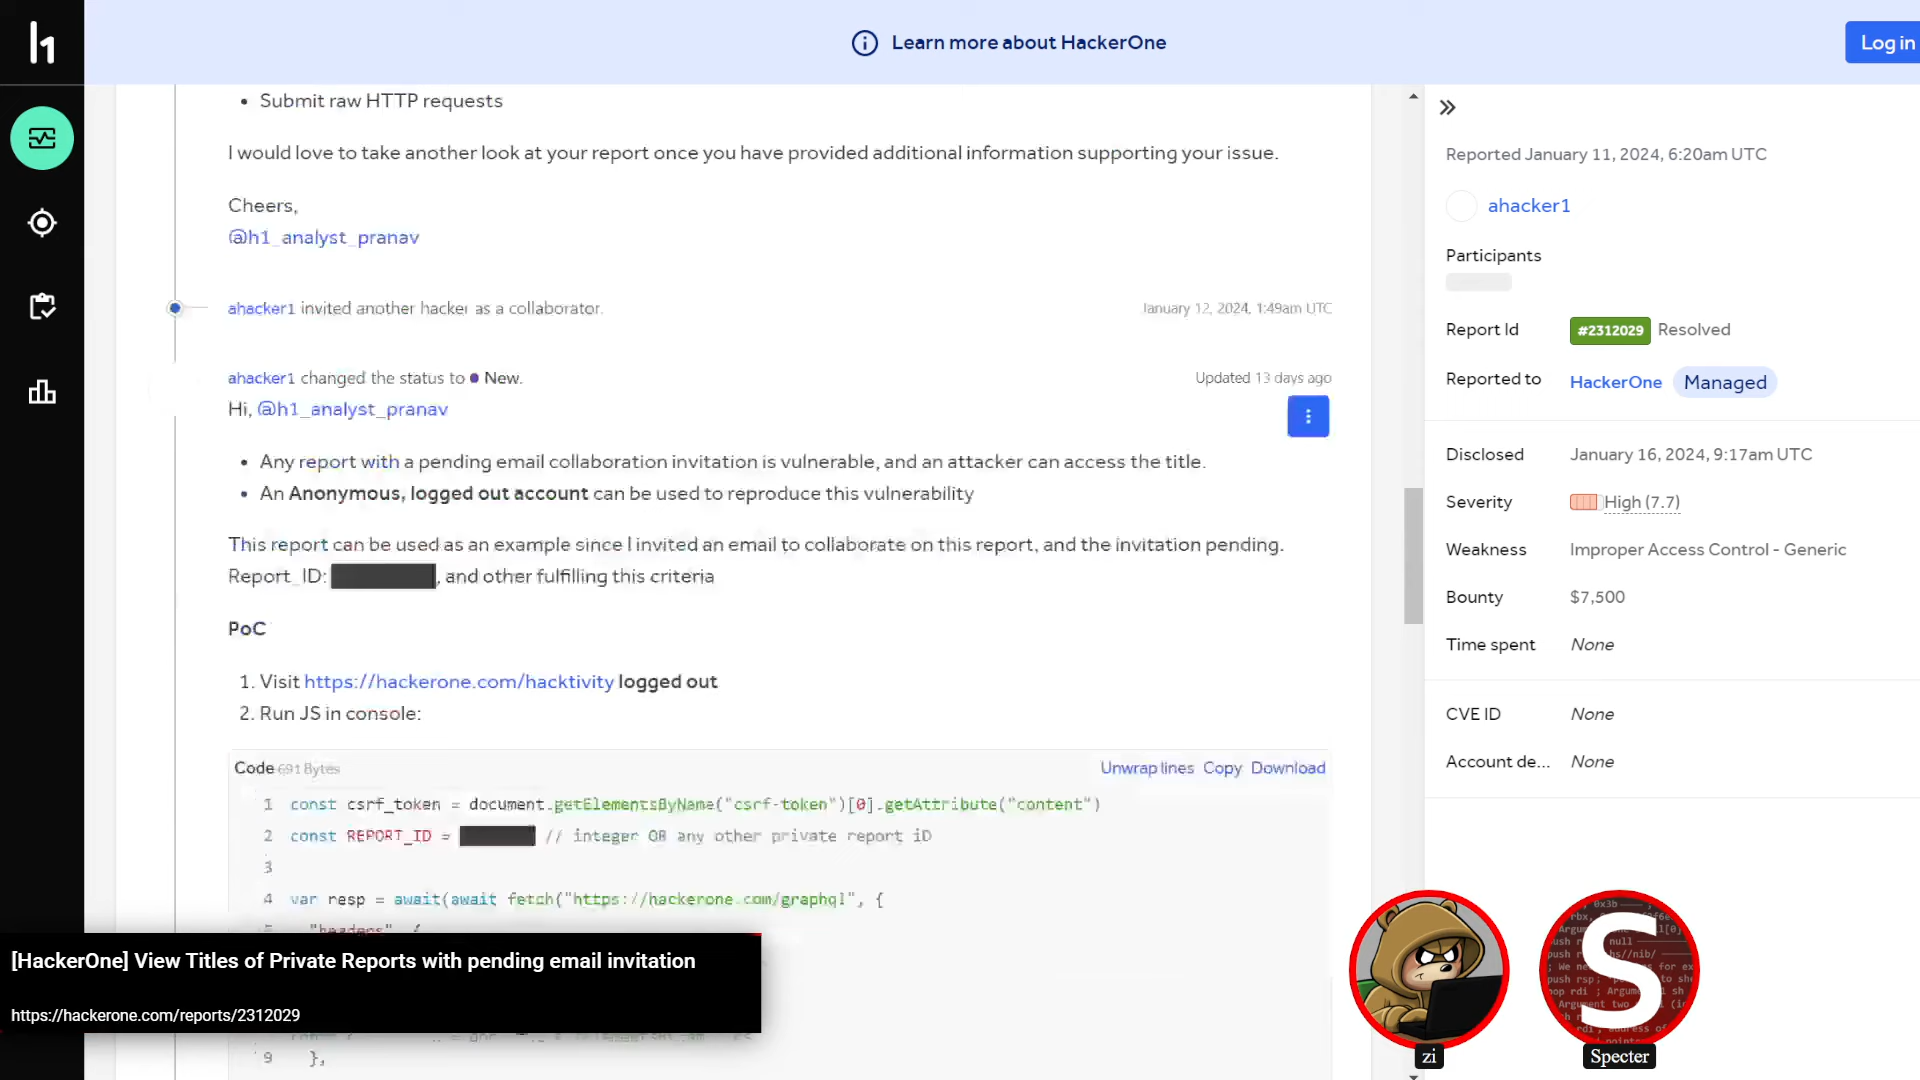 Learn more about HackerOne
Log in
• Submit raw HTTP requests
I would love to take another look at your report once you have provided additional information supporting your issue.
Cheers,
@h1_analyst_pranav
ahacker1 invited another hacker as a collaborator.
January 12, 2024, 1:49am UTC
ahacker1 changed the status to • New.
Updated 13 days ago
Hi, @h1_analyst_pranav
• Any report with a pending email collaboration invitation is vulnerable, and an attacker can access the title.
• An Anonymous, logged out account can be used to reproduce this vulnerability
This report can be used as an example since I invited an email to collaborate on this report, and the invitation pending.
Report_ID: , and other fulfilling this criteria
PoC
1. Visit https://hackerone.com/hacktivity logged out
2. Run JS in console:
Code 691 Bytes
Unwrap lines Copy Download
1 const csrf_token = document.getElementsByName("csrf-token")[0].getAttribute("content")
2 const REPORT_ID = // integer OR any other private report iD
3
4 var resp = await(await fetch("https://hackerone.com/graphql", {
5 "headers": {
9 },
Reported January 11, 2024, 6:20am UTC
ahacker1
Participants
Report Id #2312029 Resolved
Reported to HackerOne Managed
Disclosed January 16, 2024, 9:17am UTC
Severity High (7.7)
Weakness Improper Access Control - Generic
Bounty $7,500
Time spent None
CVE ID None
Account de... None
[HackerOne] View Titles of Private Reports with pending email invitation
https://hackerone.com/reports/2312029
zi
S
Specter